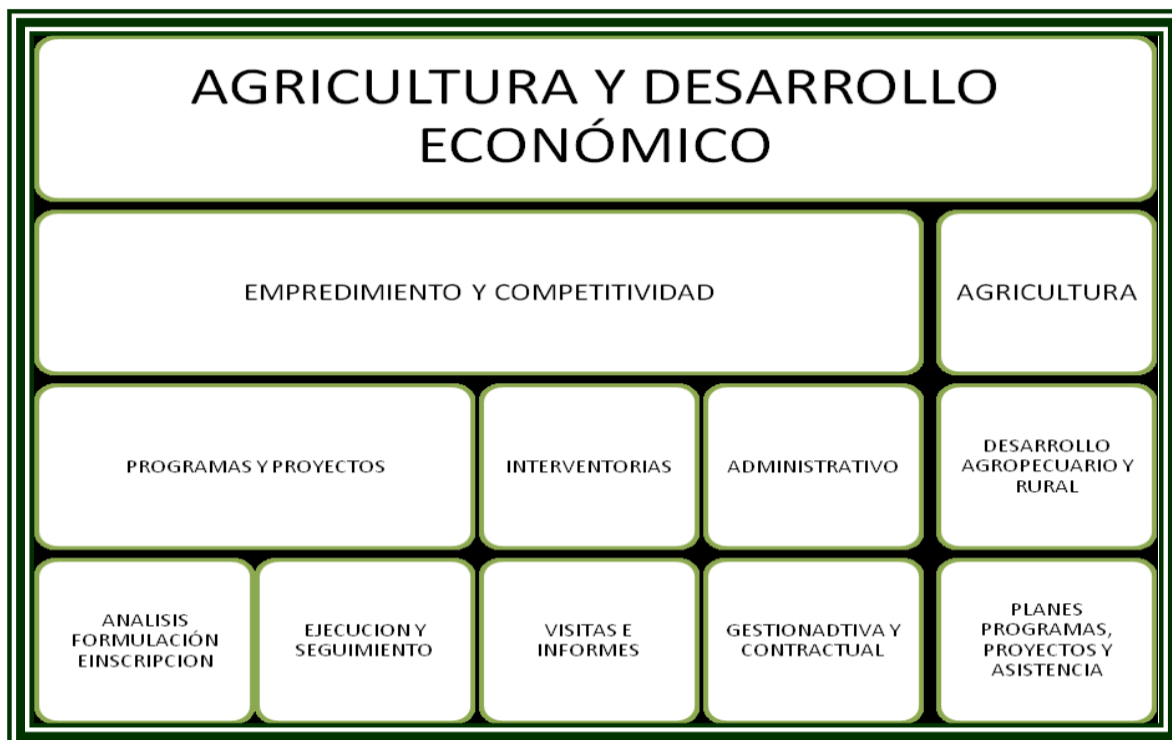 AGRICULTURA Y DESARROLLO
ECONÓMICO
EMPREDIMIENTO Y COMPETITIVIDAD
AGRICULTURA
PROGRAMAS Y PROYECTOS
INTERVENTORIAS
ADMINISTRATIVO
DESARROLLO
AGROPECUARIO Y
RURAL
ANALISIS
FORMULACIÓN
EINSCRIPCION
EJECUCION Y
SEGUIMIENTO
VISITAS E
INFORMES
GESTIONADTIVA Y
CONTRACTUAL
PLANES
PROGRAMAS,
PROYECTOS Y
ASISTENCIA